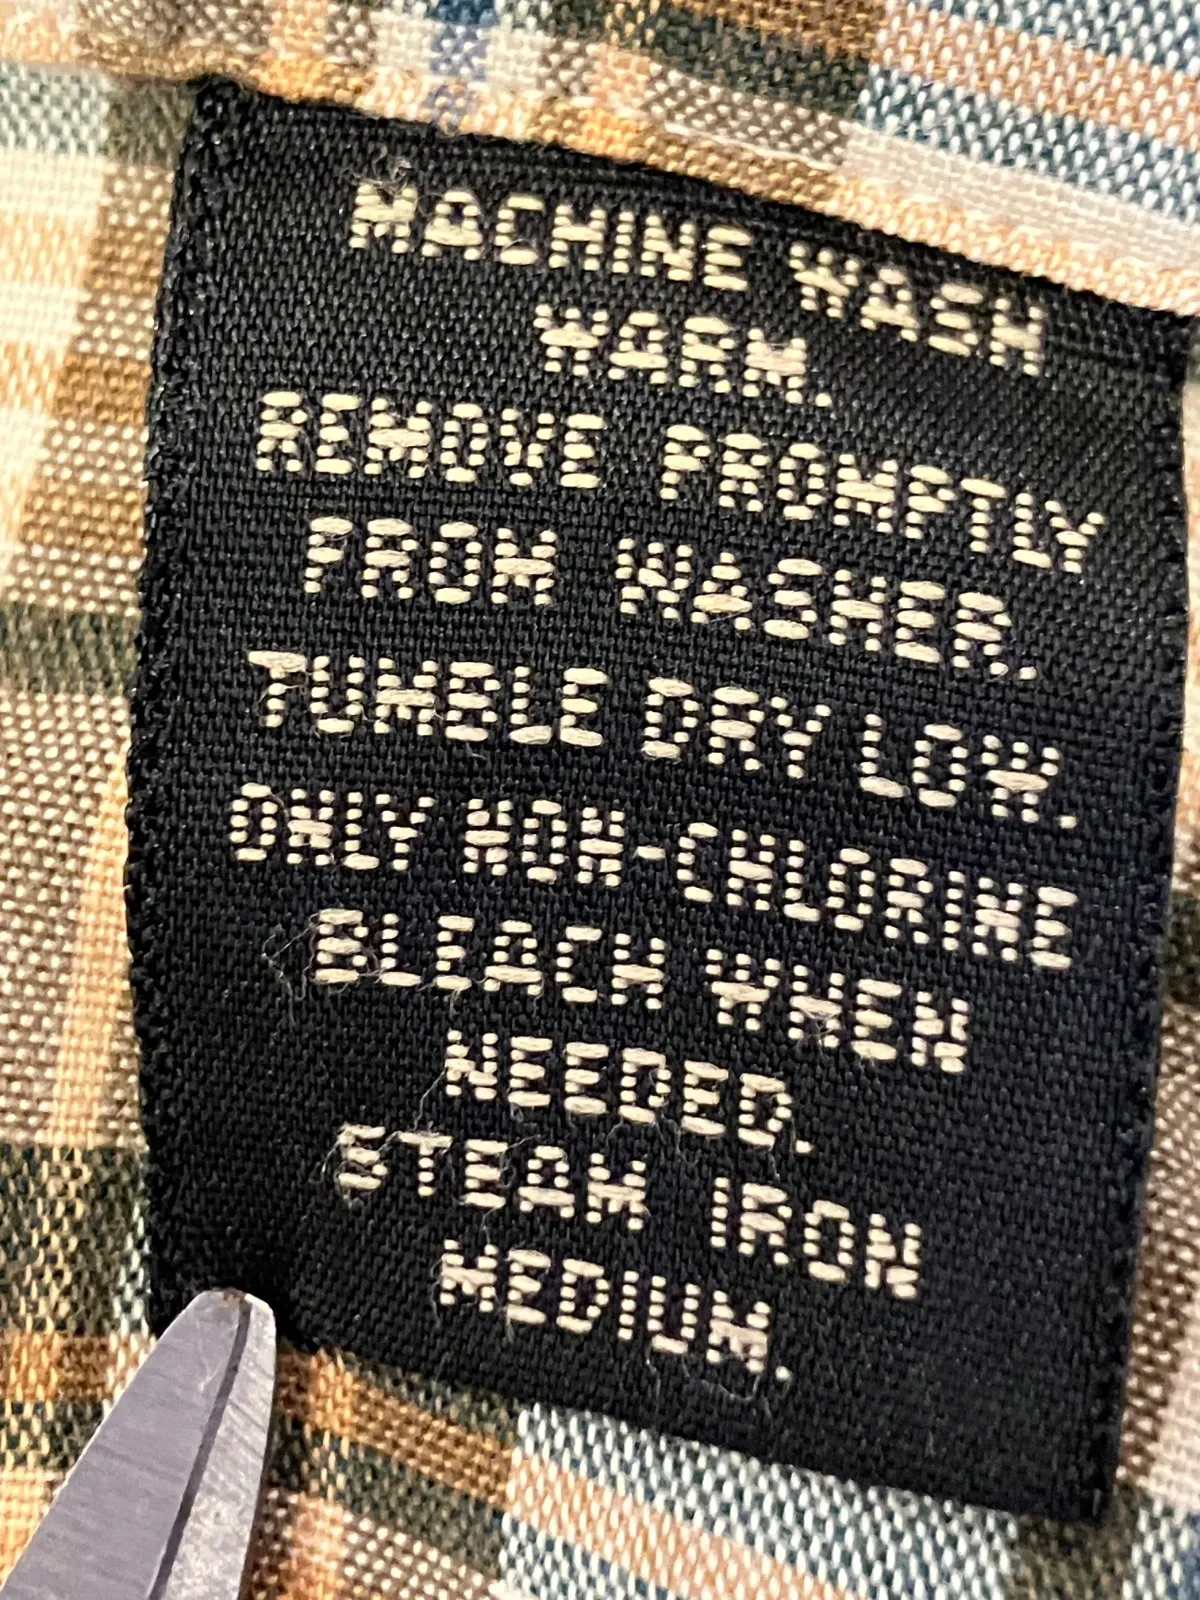 MACHINE WASH
WARM.
REMOVE PROMPTLY
FROM WASHER.
TUMBLE DRY LOW.
ONLY NON-CHLORINE
BLEACH WHEN
NEEDED.
STEAM IRON
MEDIUM.